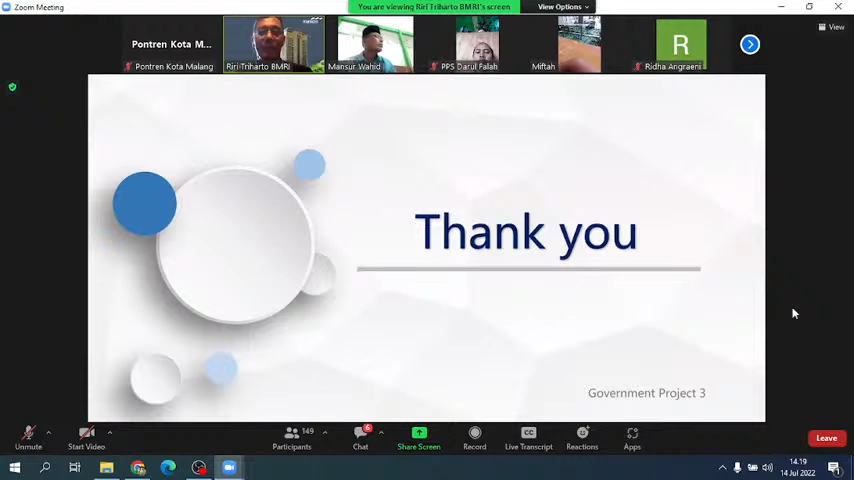 Zoom Meeting
You are viewing Riri Triharto BMRI's screen
View Options
View
Pontren Kota M...
Pontren Kota Malang
Riri Triharto BMRI
Mansur Wahid
PPS Darul Falah
Miftah
R
Ridha Angraeni
Thank you
Government Project 3
Unmute
Start Video
149
Participants
6
Chat
Share Screen
Record
CC
Live Transcript
Reactions
Apps
Leave
14.19
14 Jul 2022